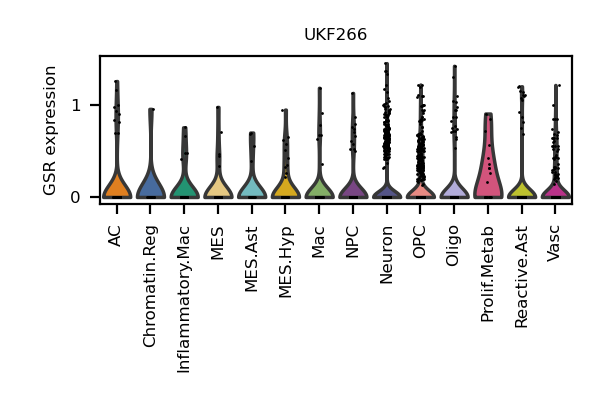 UKF266
GSR expression
1
0
AC
Chromatin.Reg
Inflammatory.Mac
MES
MES.Ast
MES.Hyp
Mac
NPC
Neuron
OPC
Oligo
Prolif.Metab
Reactive.Ast
Vasc